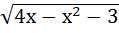 √(4x − x² − 3)